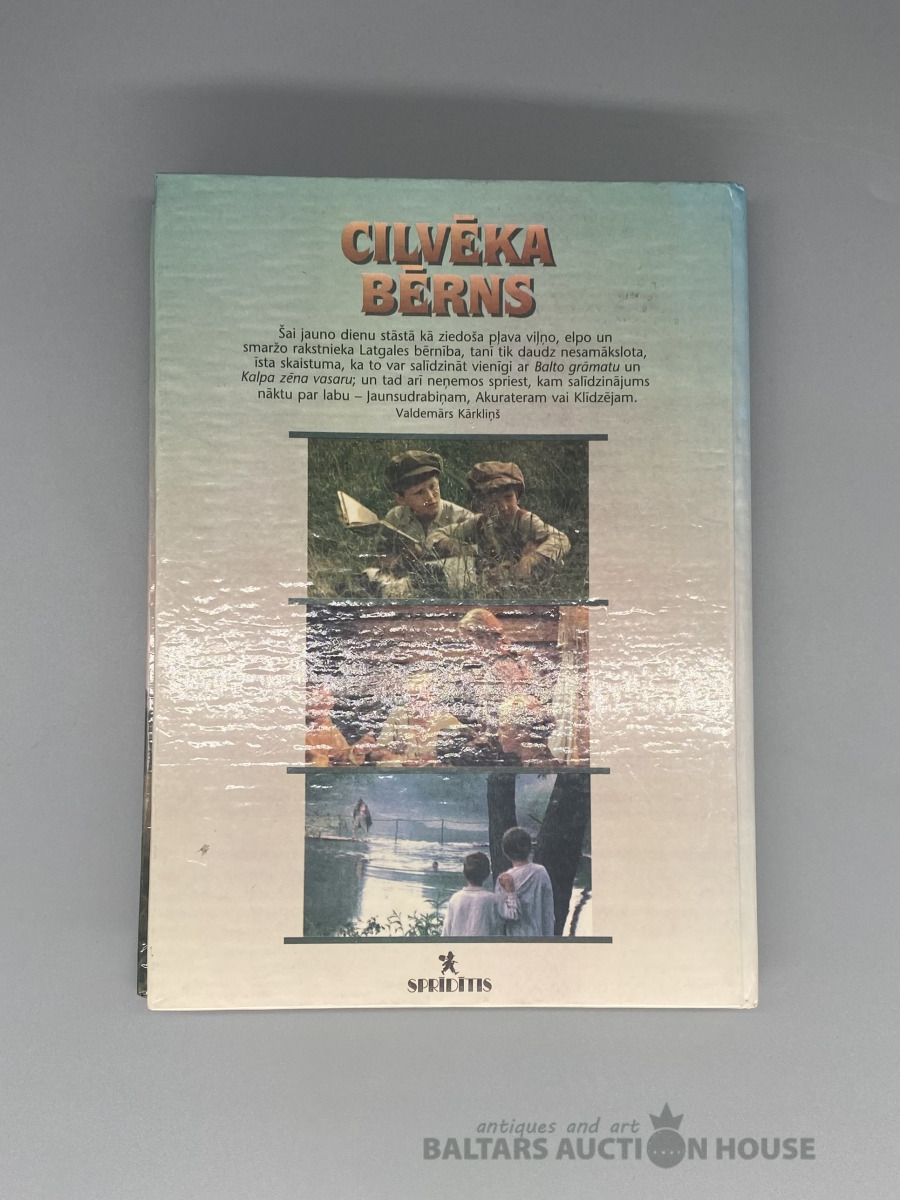 CILVĒKA
BĒRNS
Šai jauno dienu stāstā kā ziedoša pļava viļņo, elpo un
smaržo rakstnieka Latgales bērnība, tanī tik daudz nesamākslota,
īsta skaistuma, ka to var salīdzināt vienīgi ar Balto grāmatu un
Kalpa zēna vasaru; un tad arī neņemos spriest, kam salīdzinājums
nāktu par labu – Jaunsudrabiņam, Akurateram vai Klīdzējam.
Valdemārs Kārkliņš
SPRĪDĪTIS
antiques and art
BALTARS AUCTION HOUSE